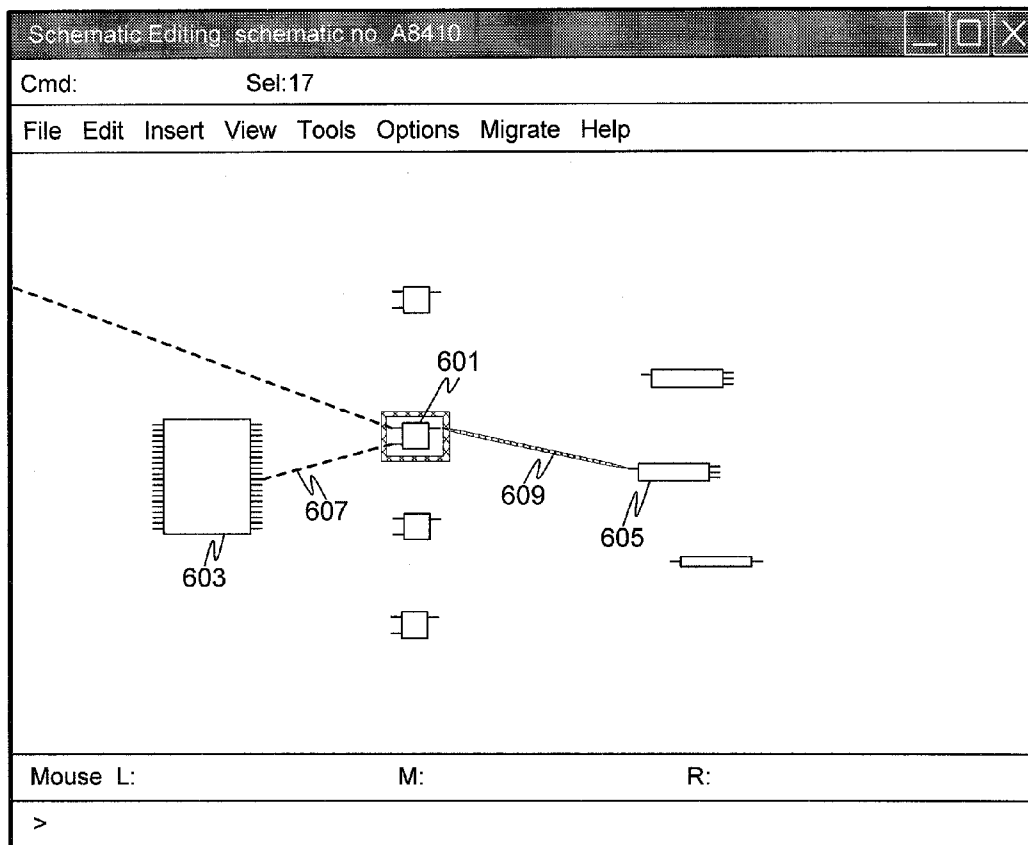 Schematic Editing: schematic no. A8410
Cmd: Sel:17
File Edit Insert View Tools Options Migrate Help
601
609
607
605
603
Mouse L: M: R:
>